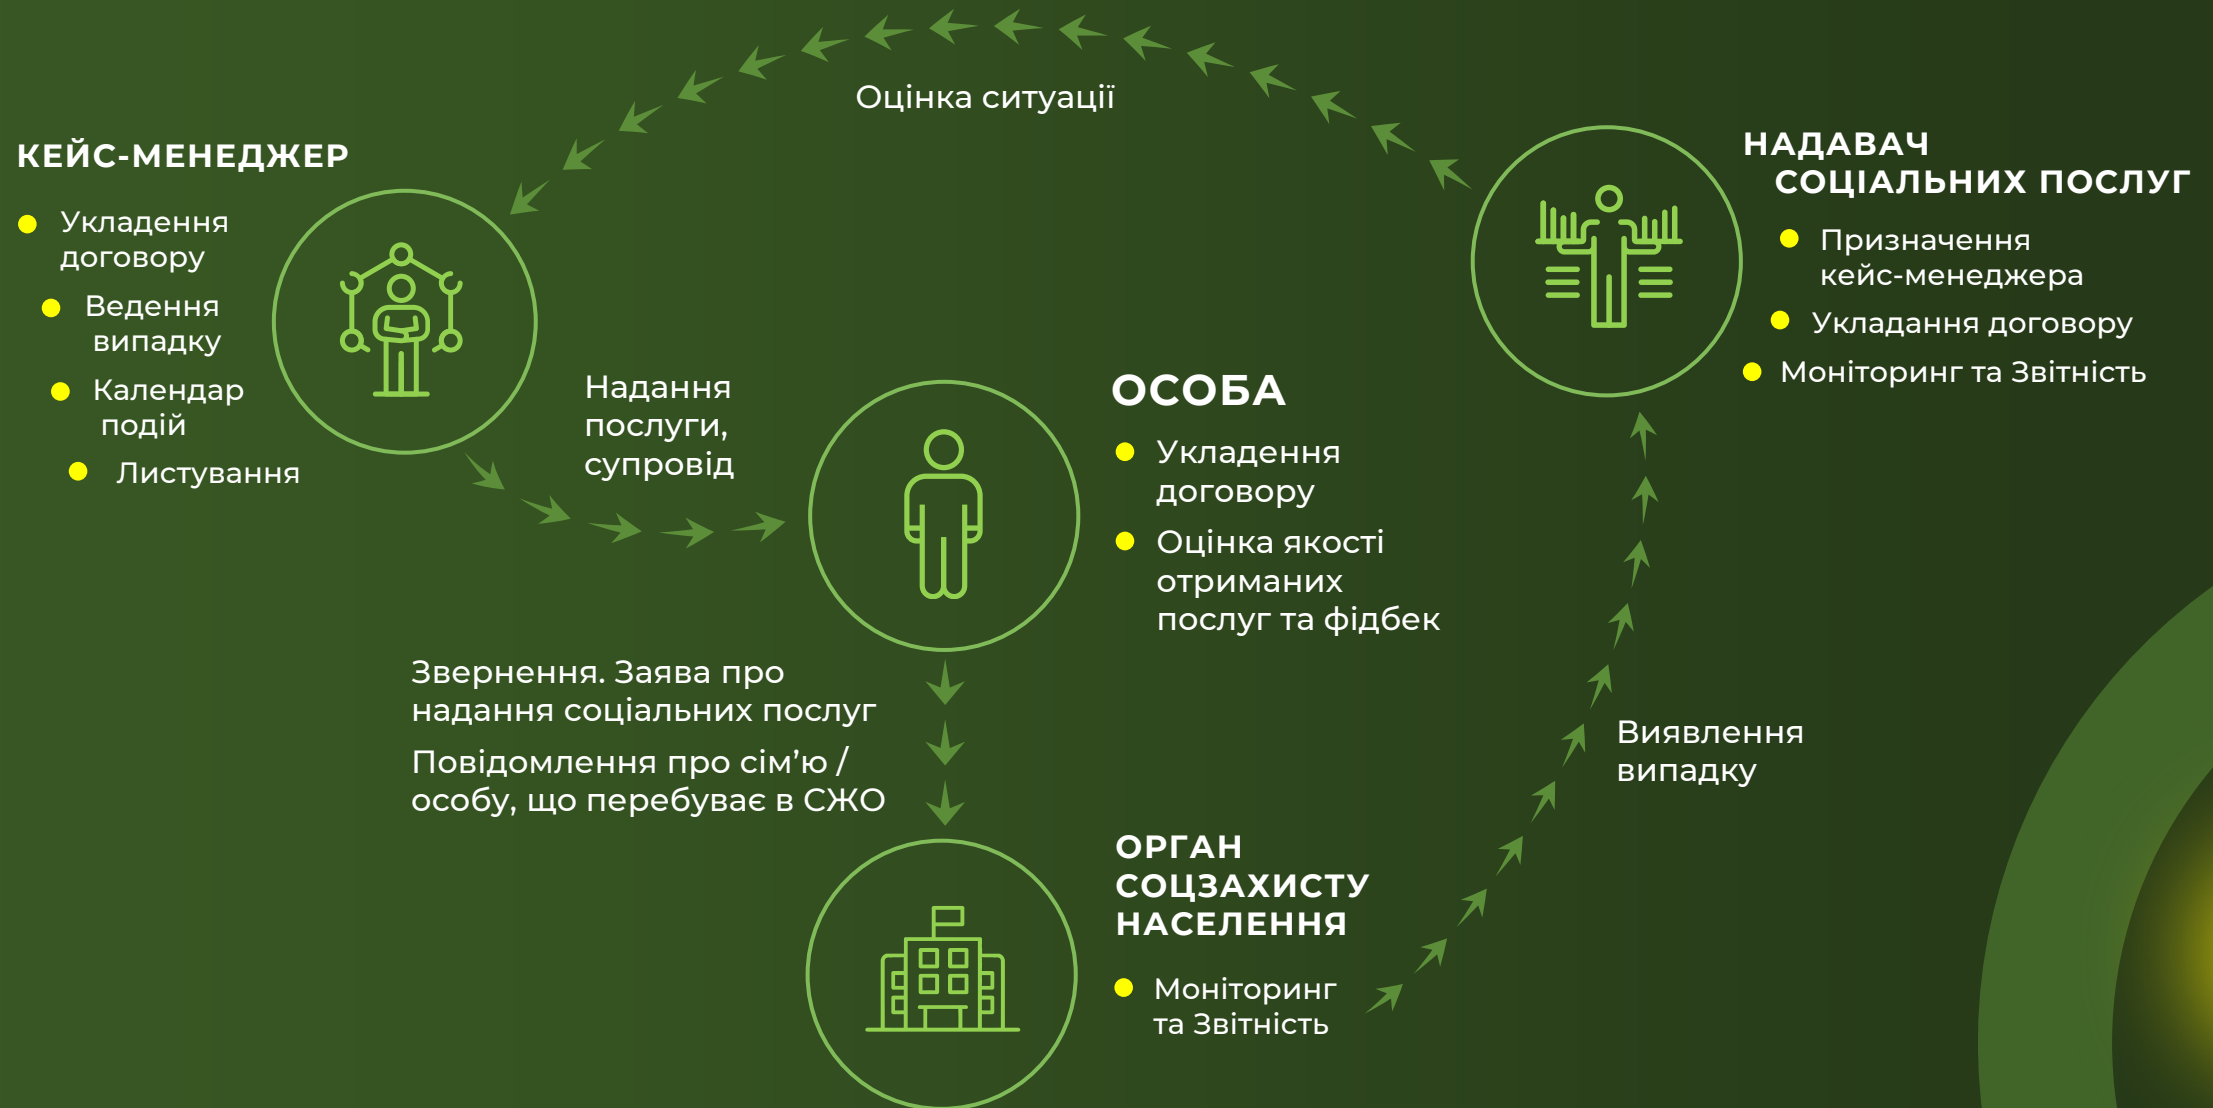 Оцінка ситуації
КЕЙС-МЕНЕДЖЕР
Укладення
договору
Ведення
випадку
Календар
подій
Листування
НАДАВАЧ
СОЦІАЛЬНИХ ПОСЛУГ
Призначення
кейс-менеджера
Укладання договору
Моніторинг та Звітність
Надання
послуги,
супровід
ОСОБА
Укладення
договору
Оцінка якості
отриманих
послуг та фідбек
Звернення. Заява про
надання соціальних послуг
Повідомлення про сім’ю /
особу, що перебуває в СЖО
Виявлення
випадку
ОРГАН
СОЦЗАХИСТУ
НАСЕЛЕННЯ
Моніторинг
та Звітність